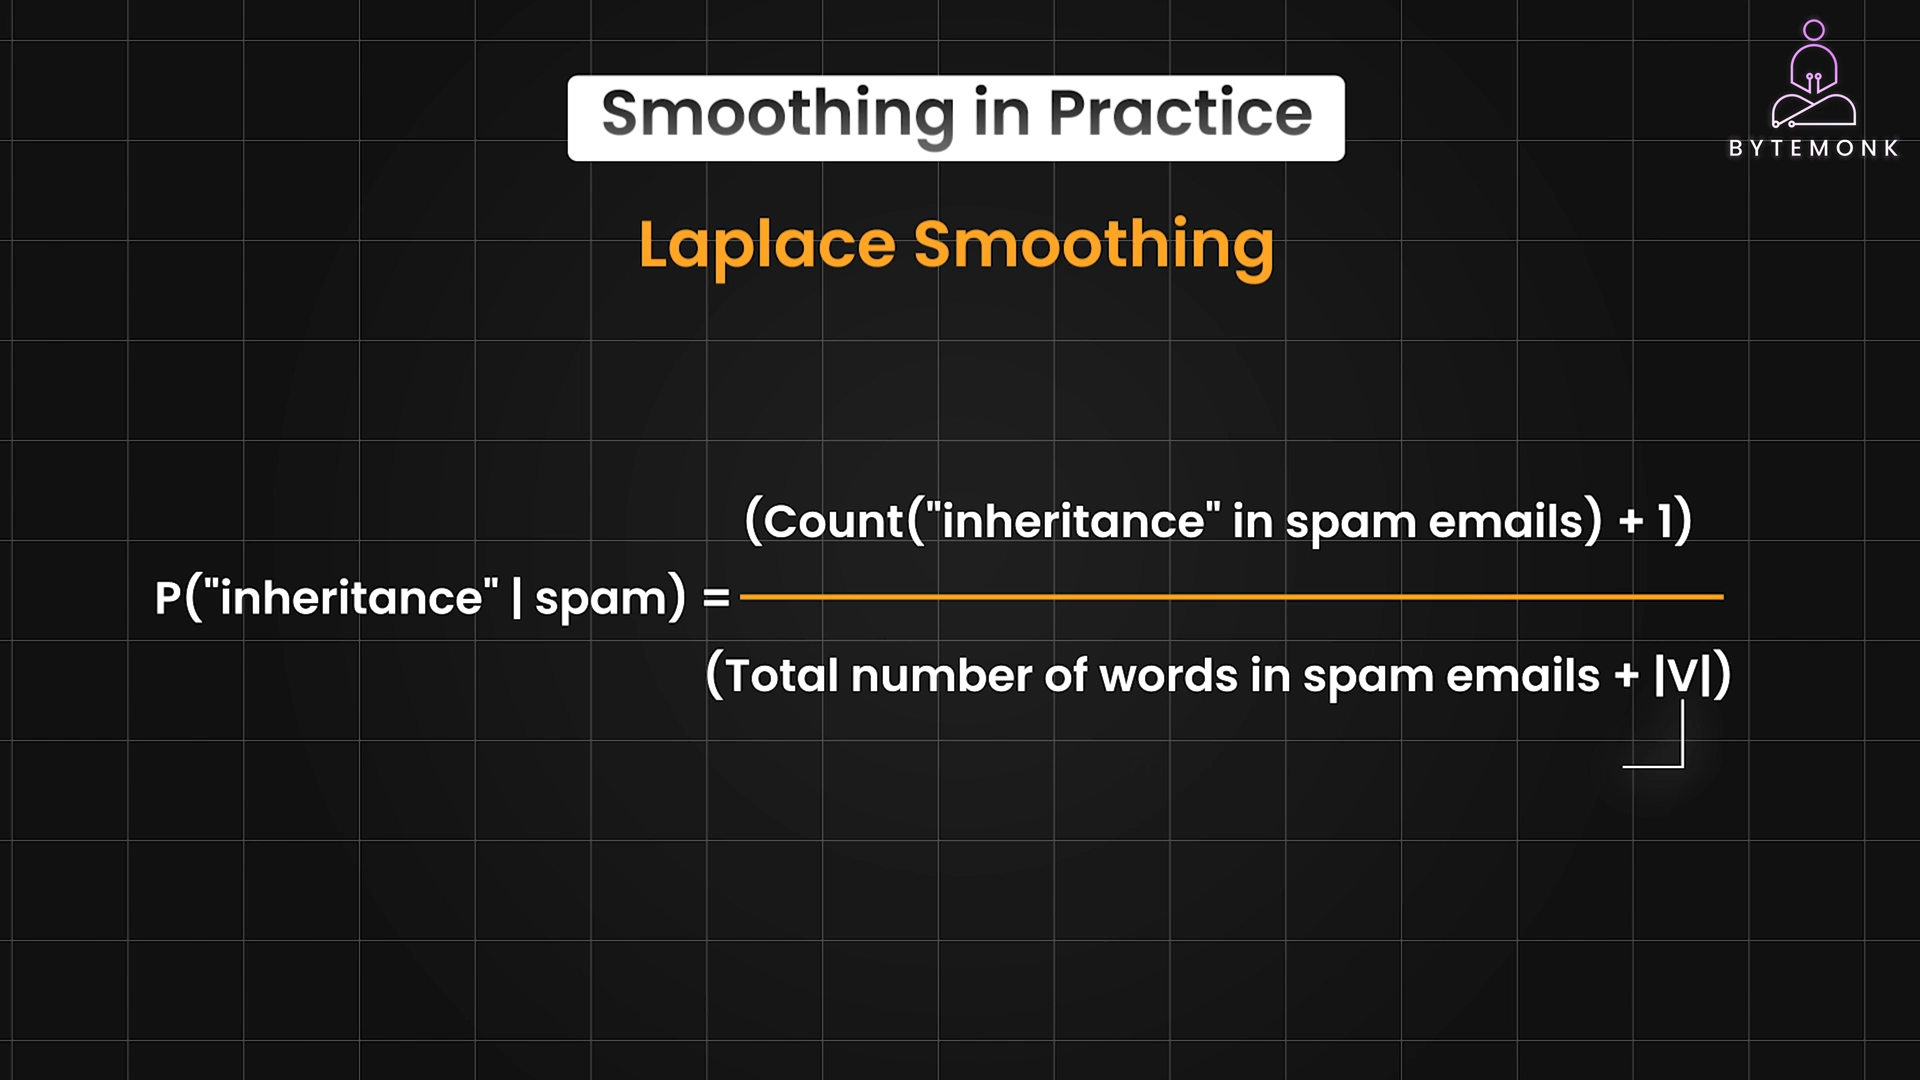 BYTEMONK
Smoothing in Practice
Laplace Smoothing
(Count("inheritance" in spam emails) + 1)
P("inheritance" | spam) =
(Total number of words in spam emails + |V|)